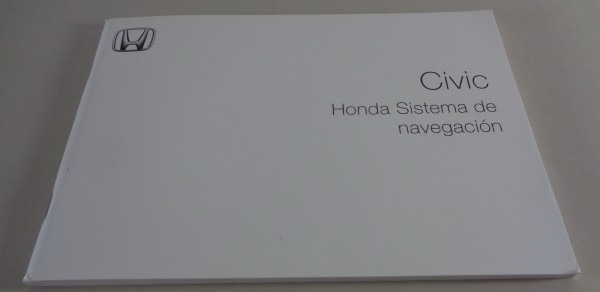 Civic
Honda Sistema de
navegación